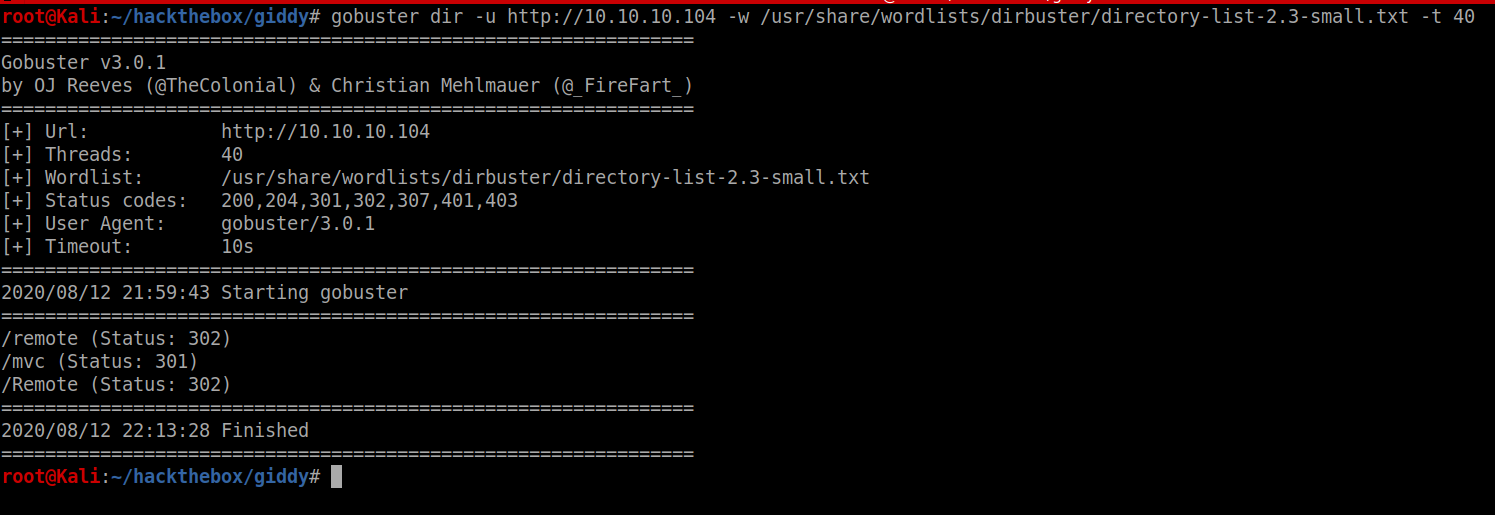 root@Kali:~/hackthebox/giddy# gobuster dir -u http://10.10.10.104 -w /usr/share/wordlists/dirbuster/directory-list-2.3-small.txt -t 40
===============================================================
Gobuster v3.0.1
by OJ Reeves (@TheColonial) & Christian Mehlmauer (@_FireFart_)
===============================================================
[+] Url:            http://10.10.10.104
[+] Threads:        40
[+] Wordlist:       /usr/share/wordlists/dirbuster/directory-list-2.3-small.txt
[+] Status codes:   200,204,301,302,307,401,403
[+] User Agent:     gobuster/3.0.1
[+] Timeout:        10s
===============================================================
2020/08/12 21:59:43 Starting gobuster
===============================================================
/remote (Status: 302)
/mvc (Status: 301)
/Remote (Status: 302)
===============================================================
2020/08/12 22:13:28 Finished
===============================================================
root@Kali:~/hackthebox/giddy#